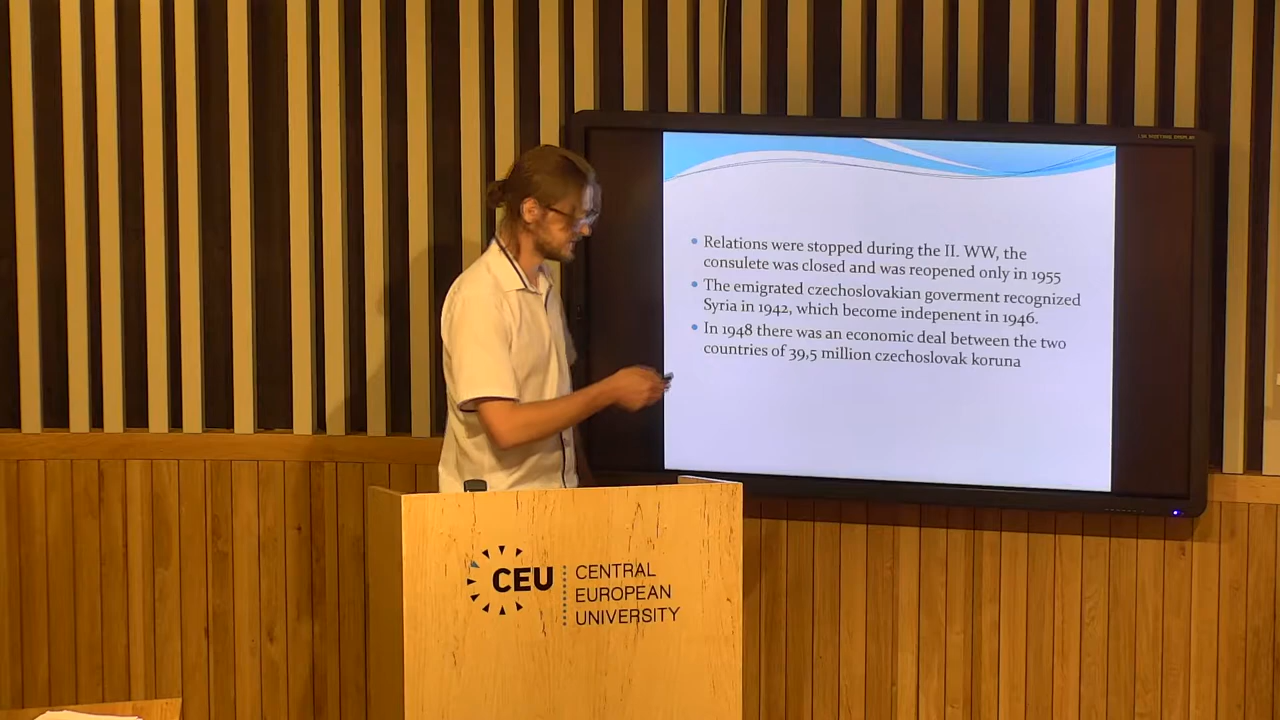 Relations were stopped during the II. WW, the
consulete was closed and was reopened only in 1955
The emigrated czechoslovakian goverment recognized
Syria in 1942, which become indepenent in 1946.
In 1948 there was an economic deal between the two
countries of 39,5 million czechoslovak koruna
CEU
CENTRAL
EUROPEAN
UNIVERSITY